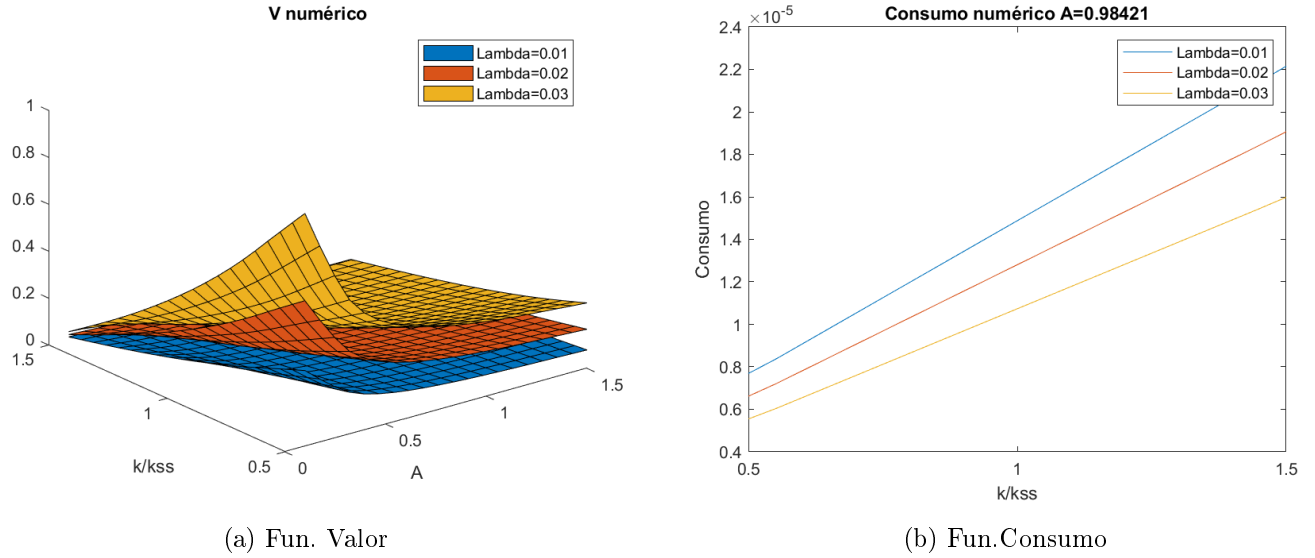 V numérico
Lambda=0.01
Lambda=0.02
Lambda=0.03
1
0.8
0.6
0.4
0.2
0
1.5
1
0.5
k/kss
0
0.5
1
1.5
A
(a) Fun. Valor
Consumo numérico A=0.98421
×10⁻⁵
Lambda=0.01
Lambda=0.02
Lambda=0.03
2.4
2.2
2
1.8
1.6
1.4
1.2
1
0.8
0.6
0.4
Consumo
0.5
1
1.5
k/kss
(b) Fun.Consumo